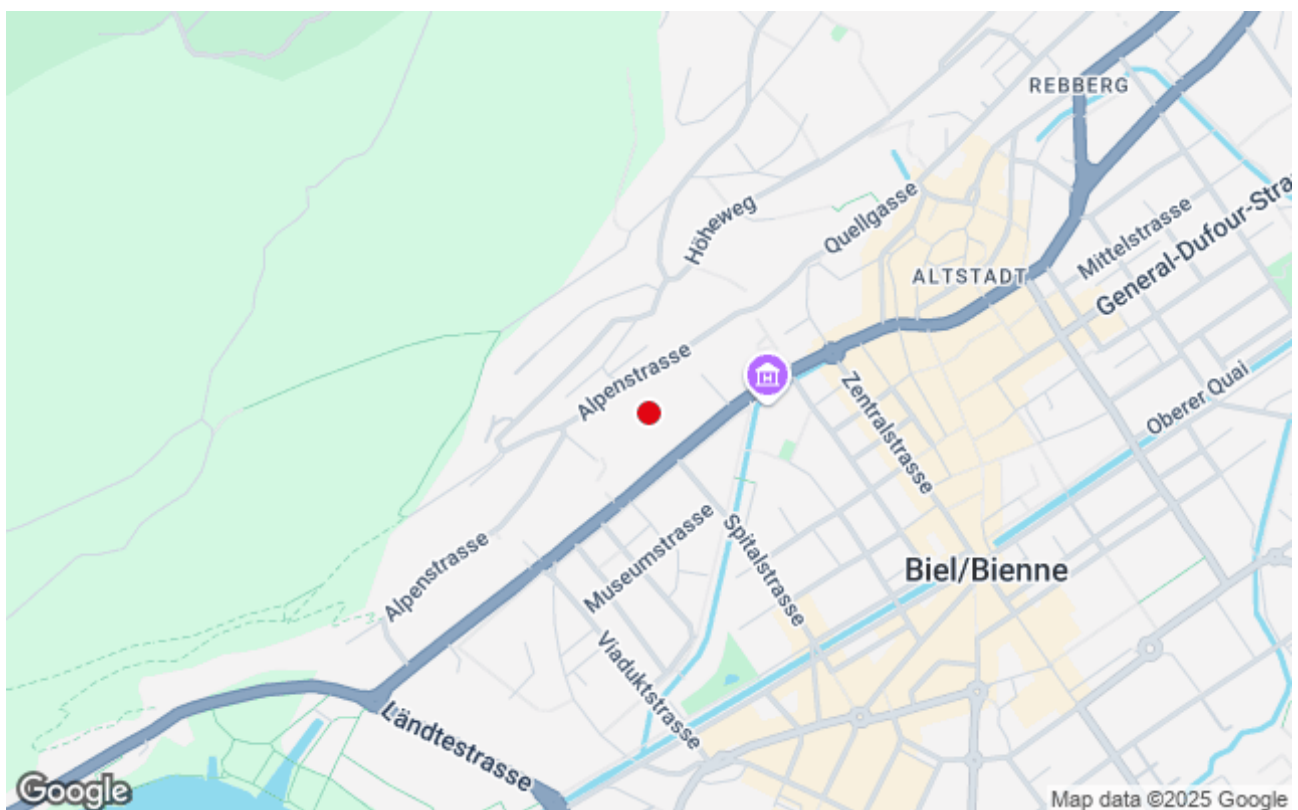 REBBERG
Höheweg
Quellgasse
ALTSTADT
Mittelstrasse
General-Dufour-Stra
Alpenstrasse
Zentralstrasse
Oberer Quai
Museumstrasse
Spitalstrasse
Alpenstrasse
Biel/Bienne
Viaduktstrasse
Ländtestrasse
H
Google
Map data ©2025 Google